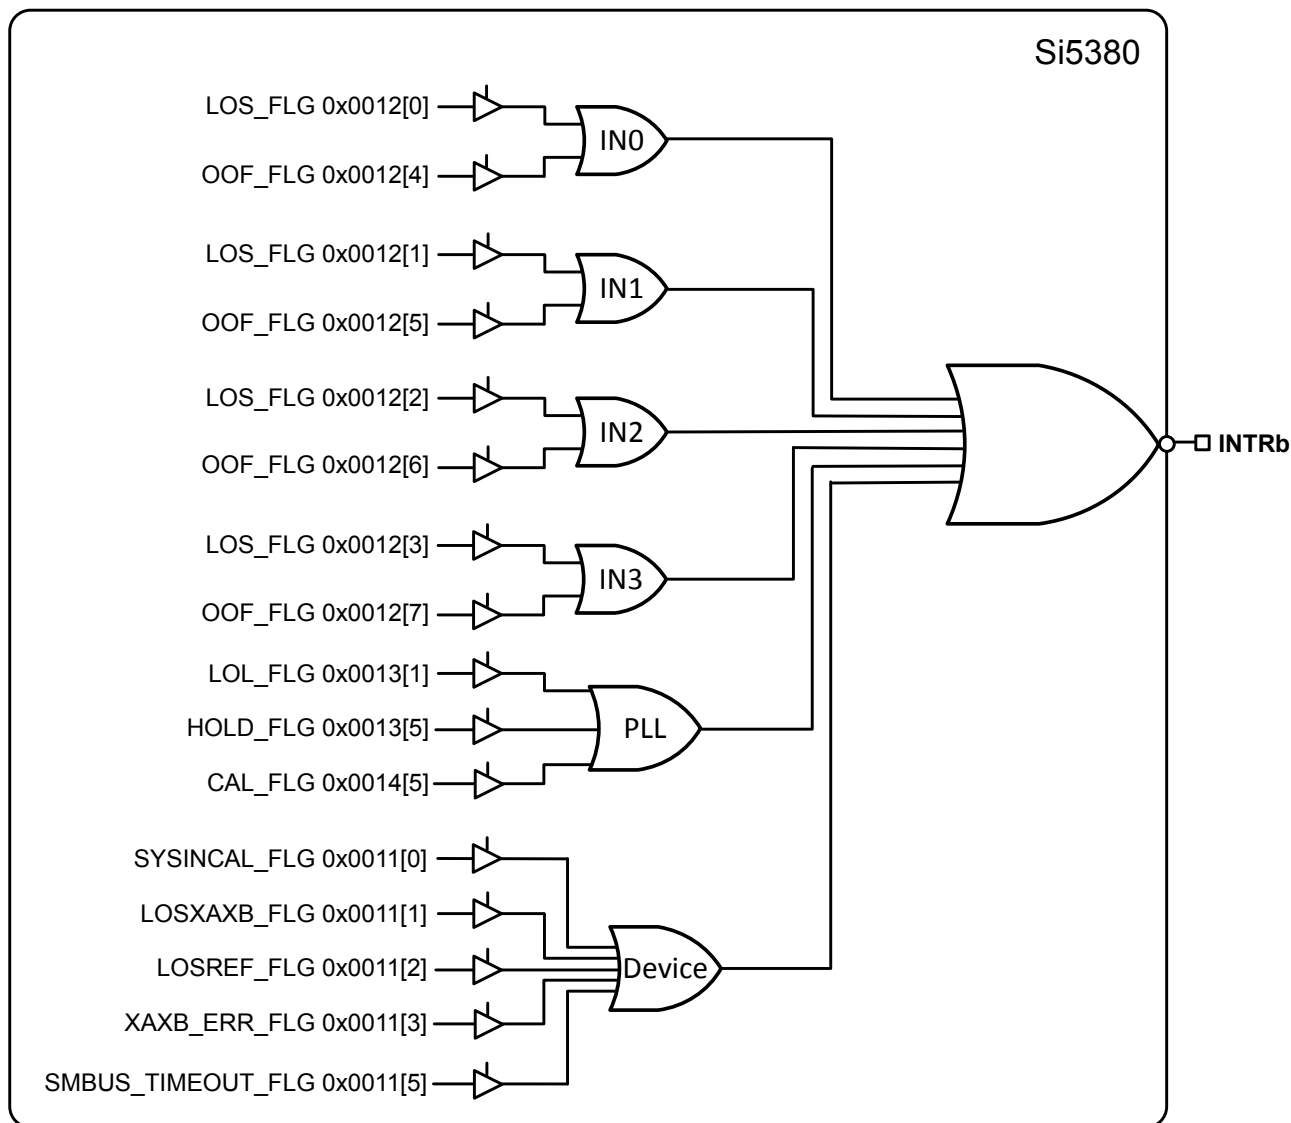 Si5380
LOS_FLG 0x0012[0]
IN0
OOF_FLG 0x0012[4]
LOS_FLG 0x0012[1]
IN1
OOF_FLG 0x0012[5]
LOS_FLG 0x0012[2]
IN2
OOF_FLG 0x0012[6]
INTRb
LOS_FLG 0x0012[3]
IN3
OOF_FLG 0x0012[7]
LOL_FLG 0x0013[1]
HOLD_FLG 0x0013[5]
PLL
CAL_FLG 0x0014[5]
SYSINCAL_FLG 0x0011[0]
LOSXAXB_FLG 0x0011[1]
LOSREF_FLG 0x0011[2]
Device
XAXB_ERR_FLG 0x0011[3]
SMBUS_TIMEOUT_FLG 0x0011[5]